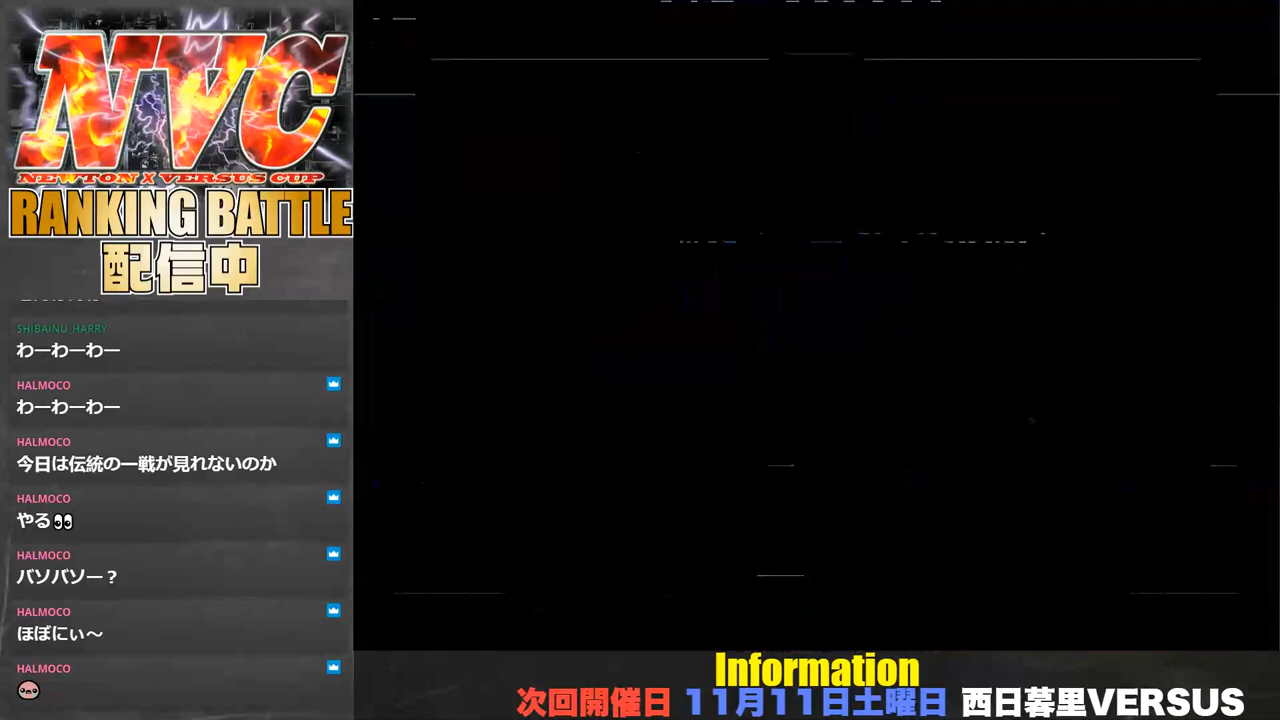 NVC
NEWTON X VERSUS CUP
RANKING BATTLE
配信中
SHIBAINU_HARRY
わーわーわー
HALMOCO
わーわーわー
HALMOCO
今日は伝統の一戦が見れないのか
HALMOCO
やる👀
HALMOCO
バソバソー？
HALMOCO
ほぼにぃ〜
HALMOCO
Information
次回開催日 11月11日土曜日 西日暮里VERSUS